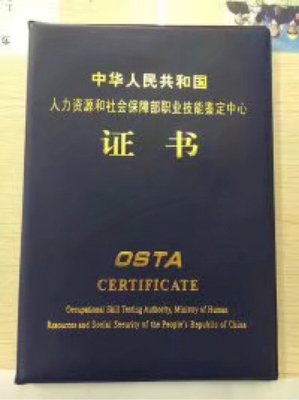 中华人民共和国
人力资源和社会保障部职业技能鉴定中心
证书
OSTA
CERTIFICATE
Occupational Skill Testing Authority, Ministry of Human
Resources and Social Security of the People's Republic of China